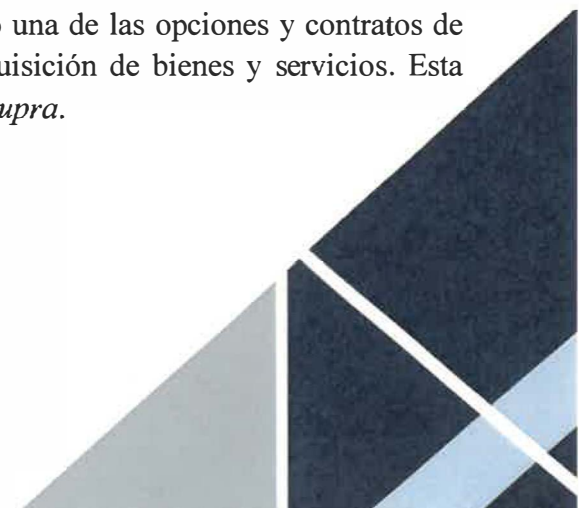 una de las opciones y contratos de
uisición de bienes y servicios. Esta
upra.